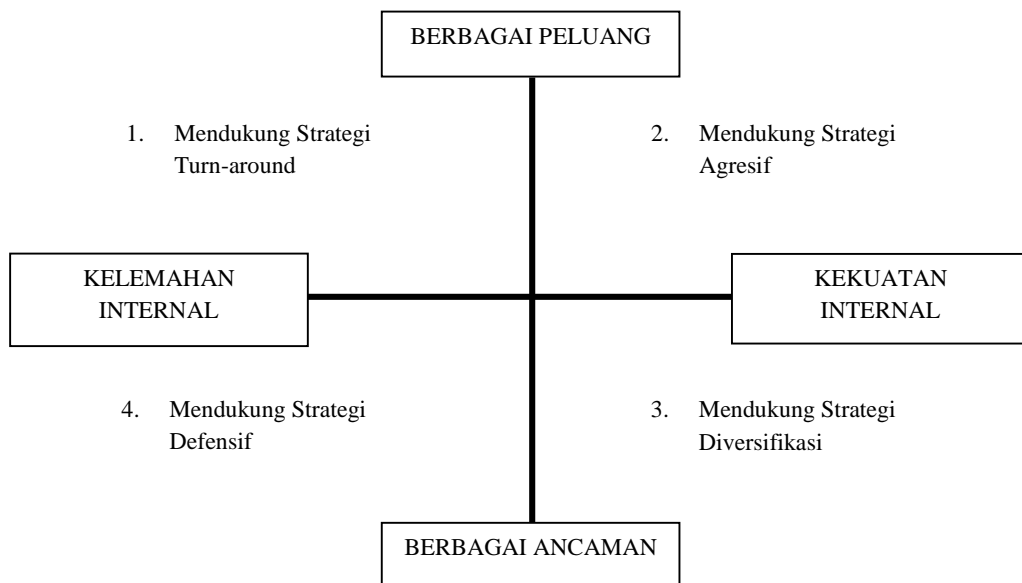 BERBAGAI PELUANG
1. Mendukung Strategi
Turn-around
2. Mendukung Strategi
Agresif
KELEMAHAN
INTERNAL
KEKUATAN
INTERNAL
4. Mendukung Strategi
Defensif
3. Mendukung Strategi
Diversifikasi
BERBAGAI ANCAMAN